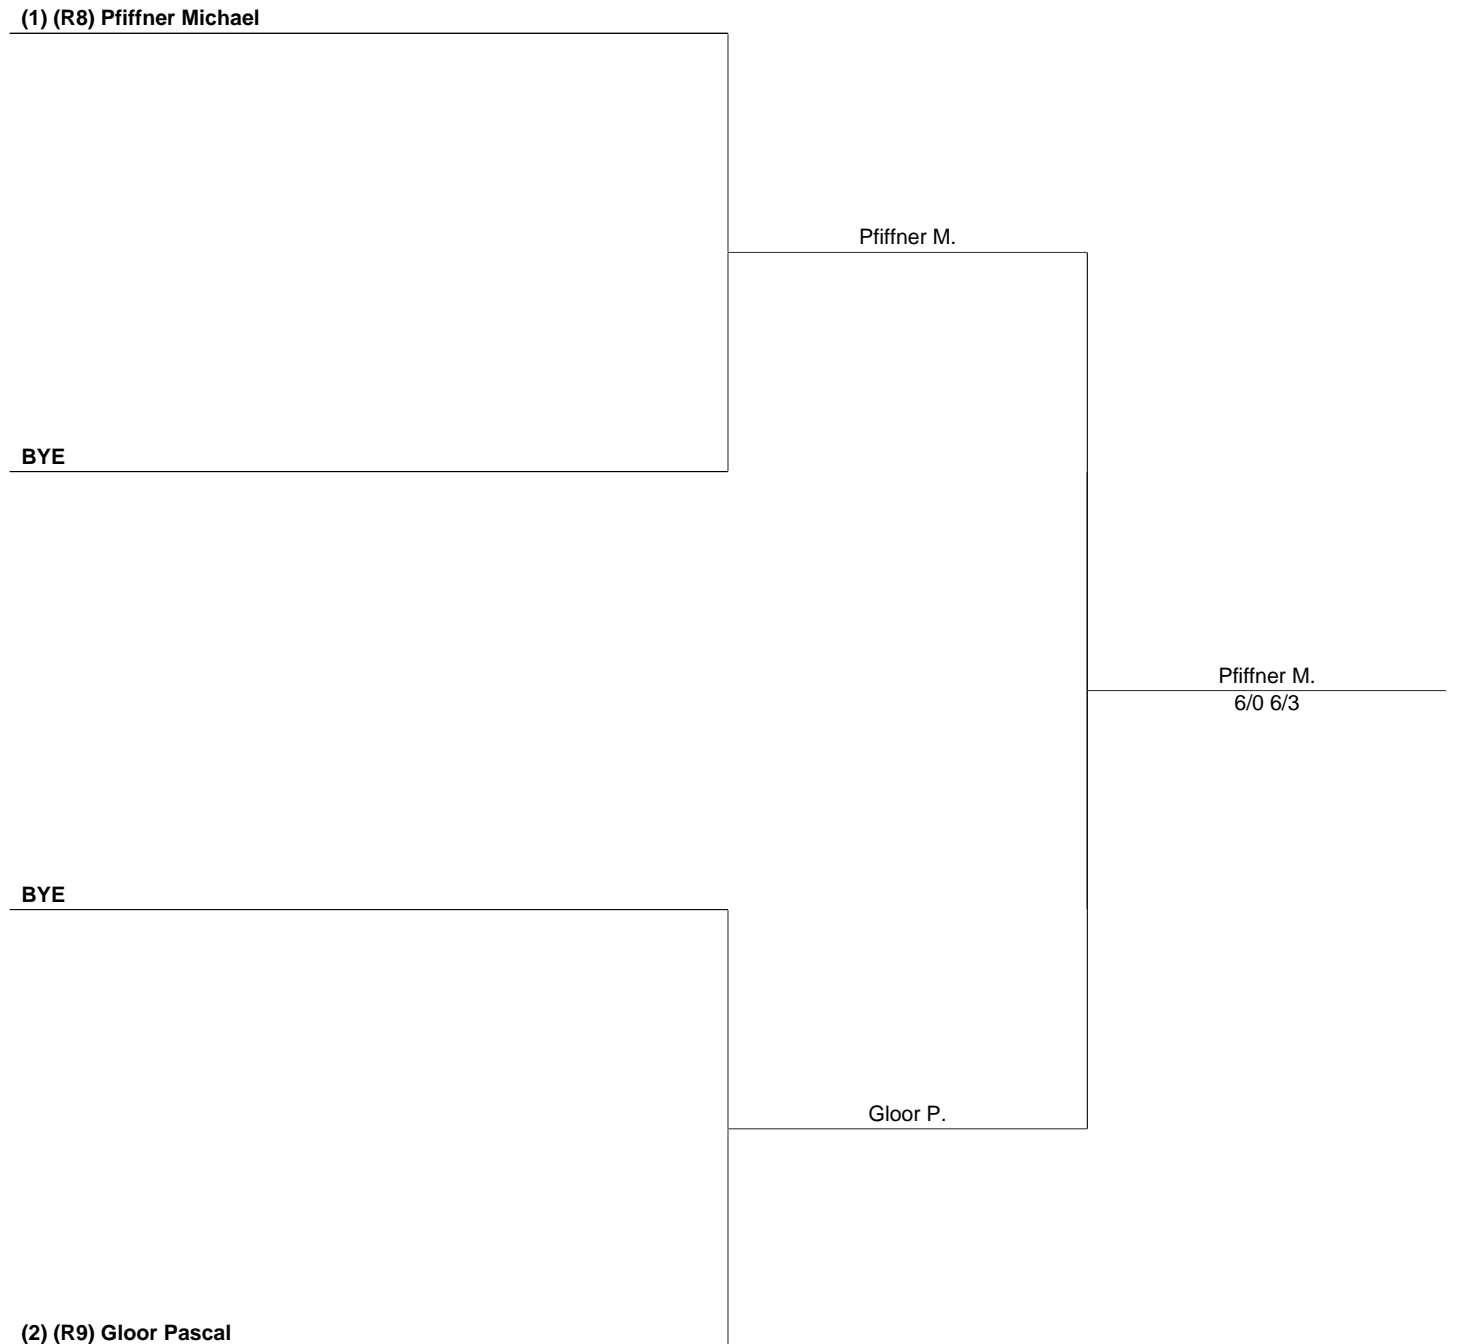 (1) (R8) Pfiffner Michael
Pfiffner M.
BYE
Pfiffner M.
6/0 6/3
BYE
Gloor P.
(2) (R9) Gloor Pascal